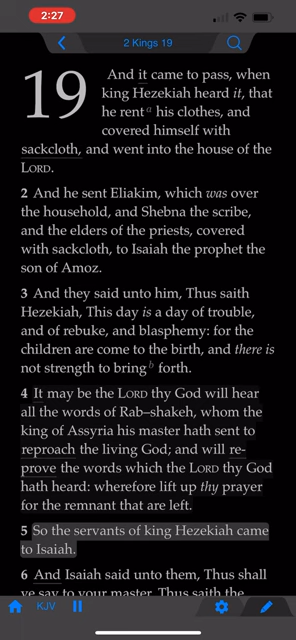 2:27
2 Kings 19
19 And it came to pass, when
king Hezekiah heard it, that
he rent a his clothes, and
covered himself with
sackcloth, and went into the house of the
LORD.
2 And he sent Eliakim, which was over
the household, and Shebna the scribe,
and the elders of the priests, covered
with sackcloth, to Isaiah the prophet the
son of Amoz.
3 And they said unto him, Thus saith
Hezekiah, This day is a day of trouble,
and of rebuke, and blasphemy: for the
children are come to the birth, and there is
not strength to bring b forth.
4 It may be the LORD thy God will hear
all the words of Rab–shakeh, whom the
king of Assyria his master hath sent to
reproach the living God; and will re-
prove the words which the LORD thy God
hath heard: wherefore lift up thy prayer
for the remnant that are left.
5 So the servants of king Hezekiah came
to Isaiah.
6 And Isaiah said unto them, Thus shall
ye say to your master, Thus saith the
KJV